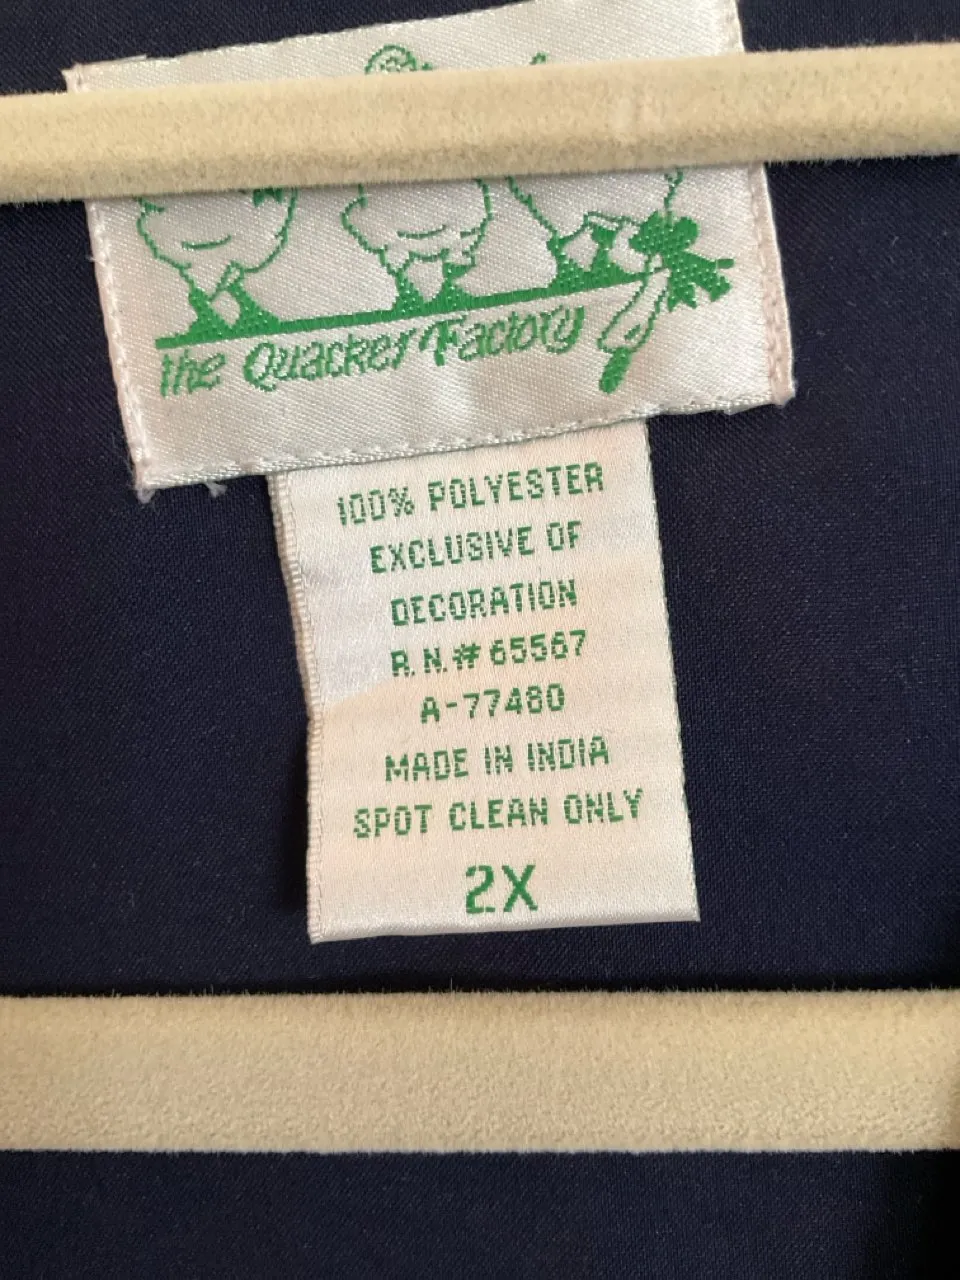 the Quacker Factory
100% POLYESTER
EXCLUSIVE OF
DECORATION
R.N.# 65567
A-77480
MADE IN INDIA
SPOT CLEAN ONLY
2X